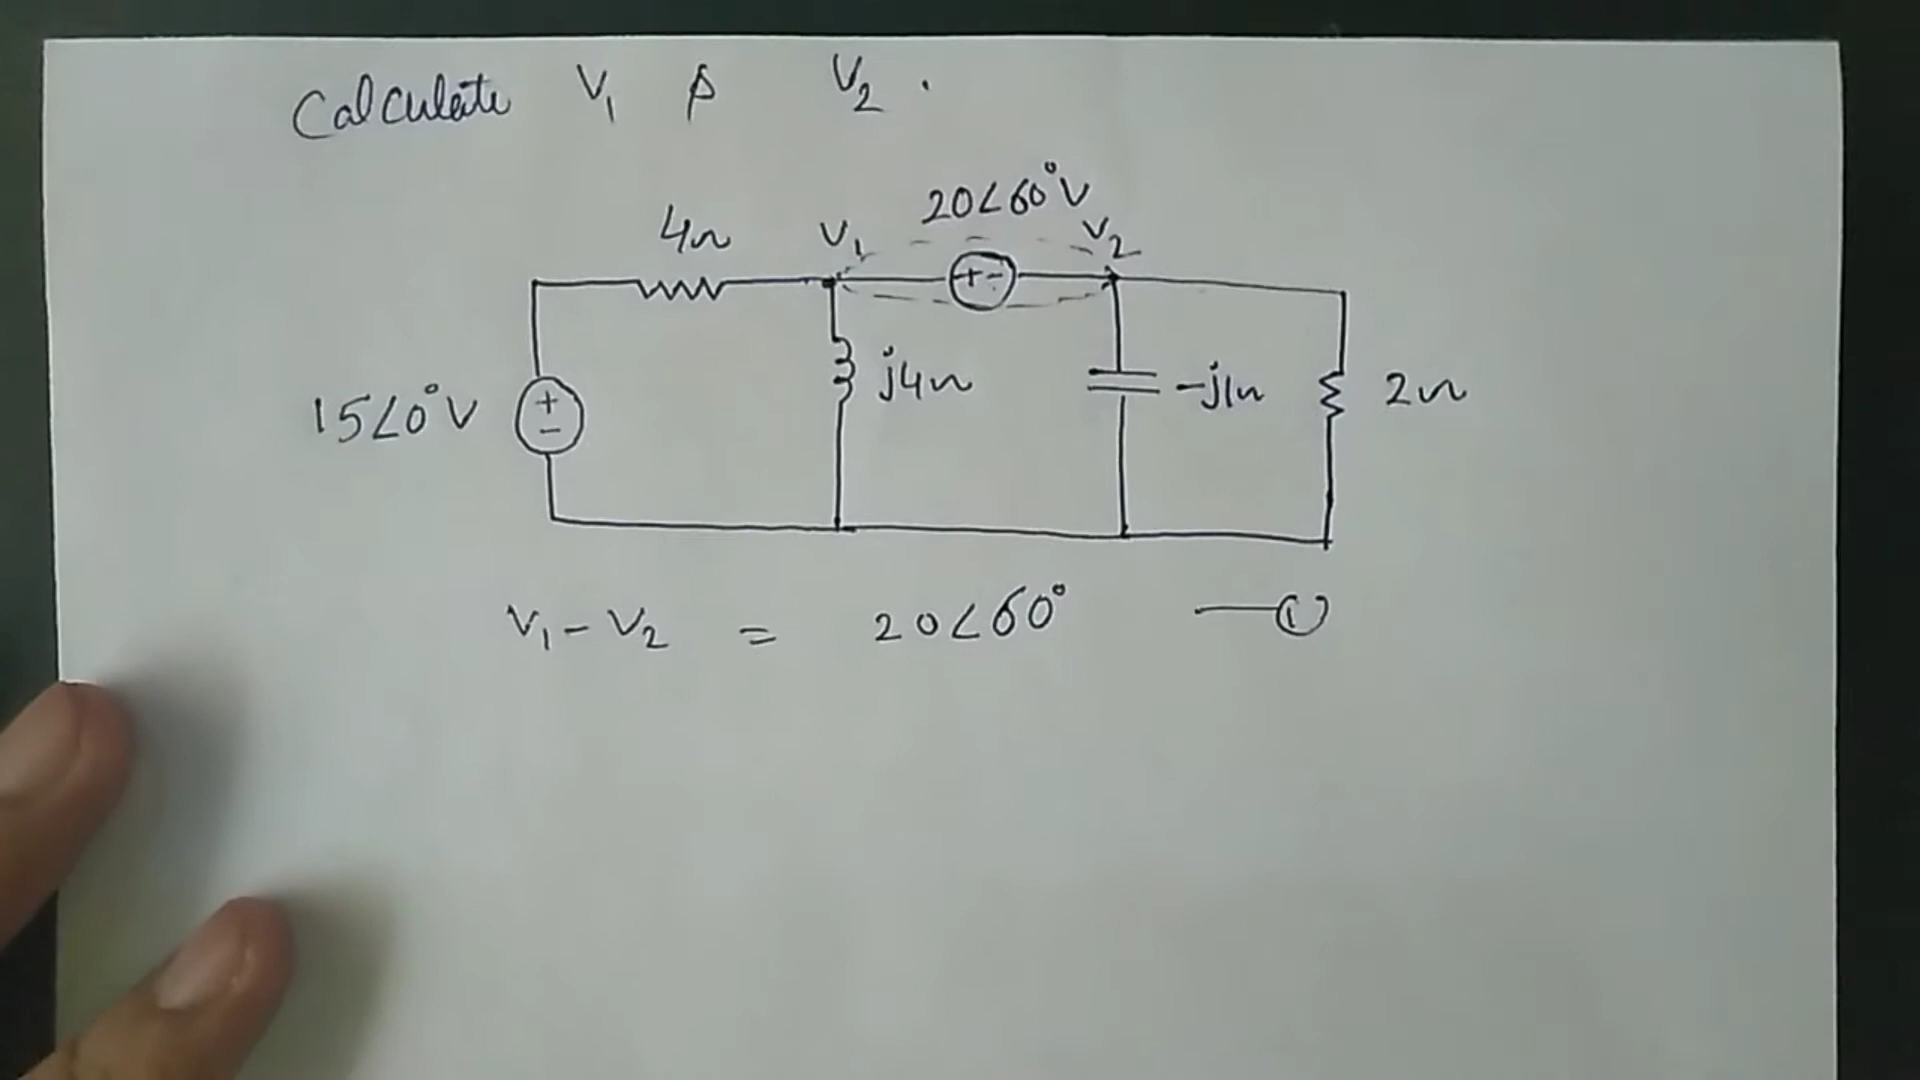 Calculate V₁ & V₂.
20∠60°V
4Ω V₁ V₂
+ -
j4Ω -j1Ω 2Ω
15∠0°V + -
V₁ - V₂ = 20∠60° —①